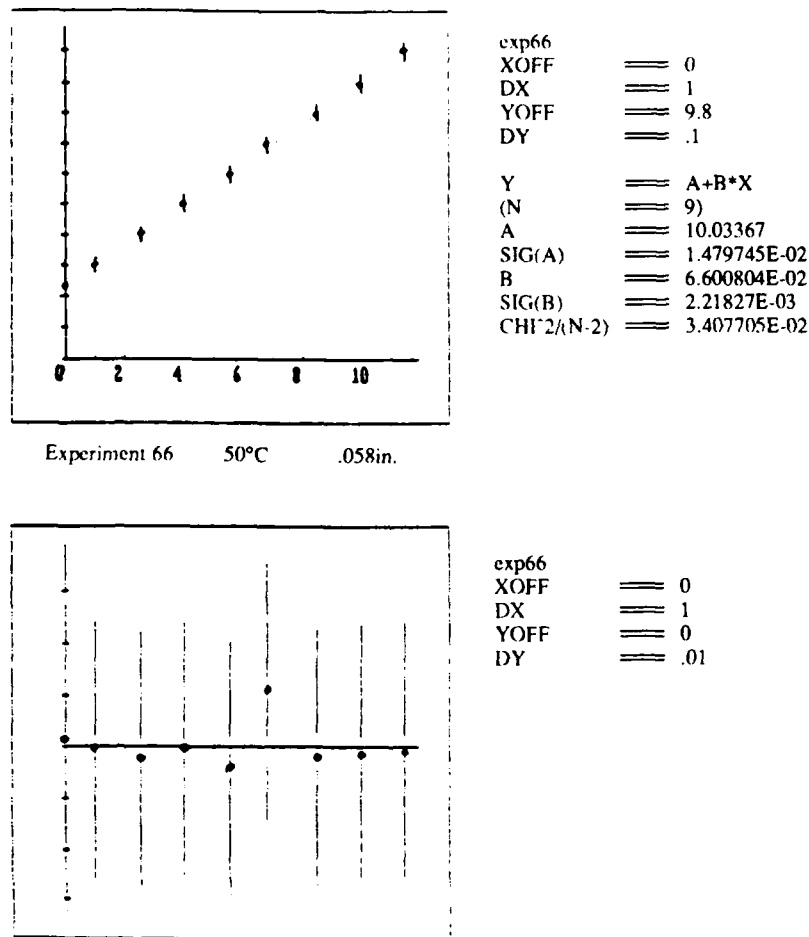 exp66
XOFF == 0
DX == 1
YOFF == 9.8
DY == .1
Y == A+B*X
(N == 9)
A == 10.03367
SIG(A) == 1.479745E-02
B == 6.600804E-02
SIG(B) == 2.21827E-03
CHI^2/(N-2) == 3.407705E-02
0 2 4 6 8 10
Experiment 66 50°C .058in.
exp66
XOFF == 0
DX == 1
YOFF == 0
DY == .01